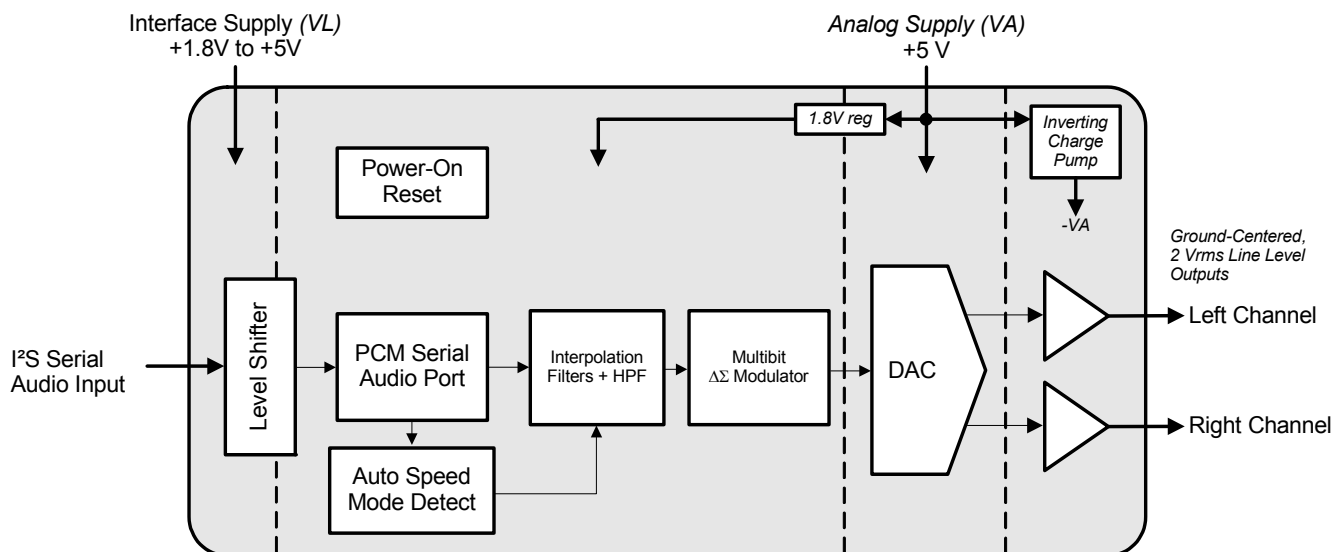 Interface Supply (VL)
+1.8V to +5V
Analog Supply (VA)
+5 V
1.8V reg
Inverting
Charge
Pump
-VA
Power-On
Reset
Ground-Centered,
2 Vrms Line Level
Outputs
I²S Serial
Audio Input
Level Shifter
PCM Serial
Audio Port
Interpolation
Filters + HPF
Multibit
ΔΣ Modulator
DAC
Left Channel
Right Channel
Auto Speed
Mode Detect